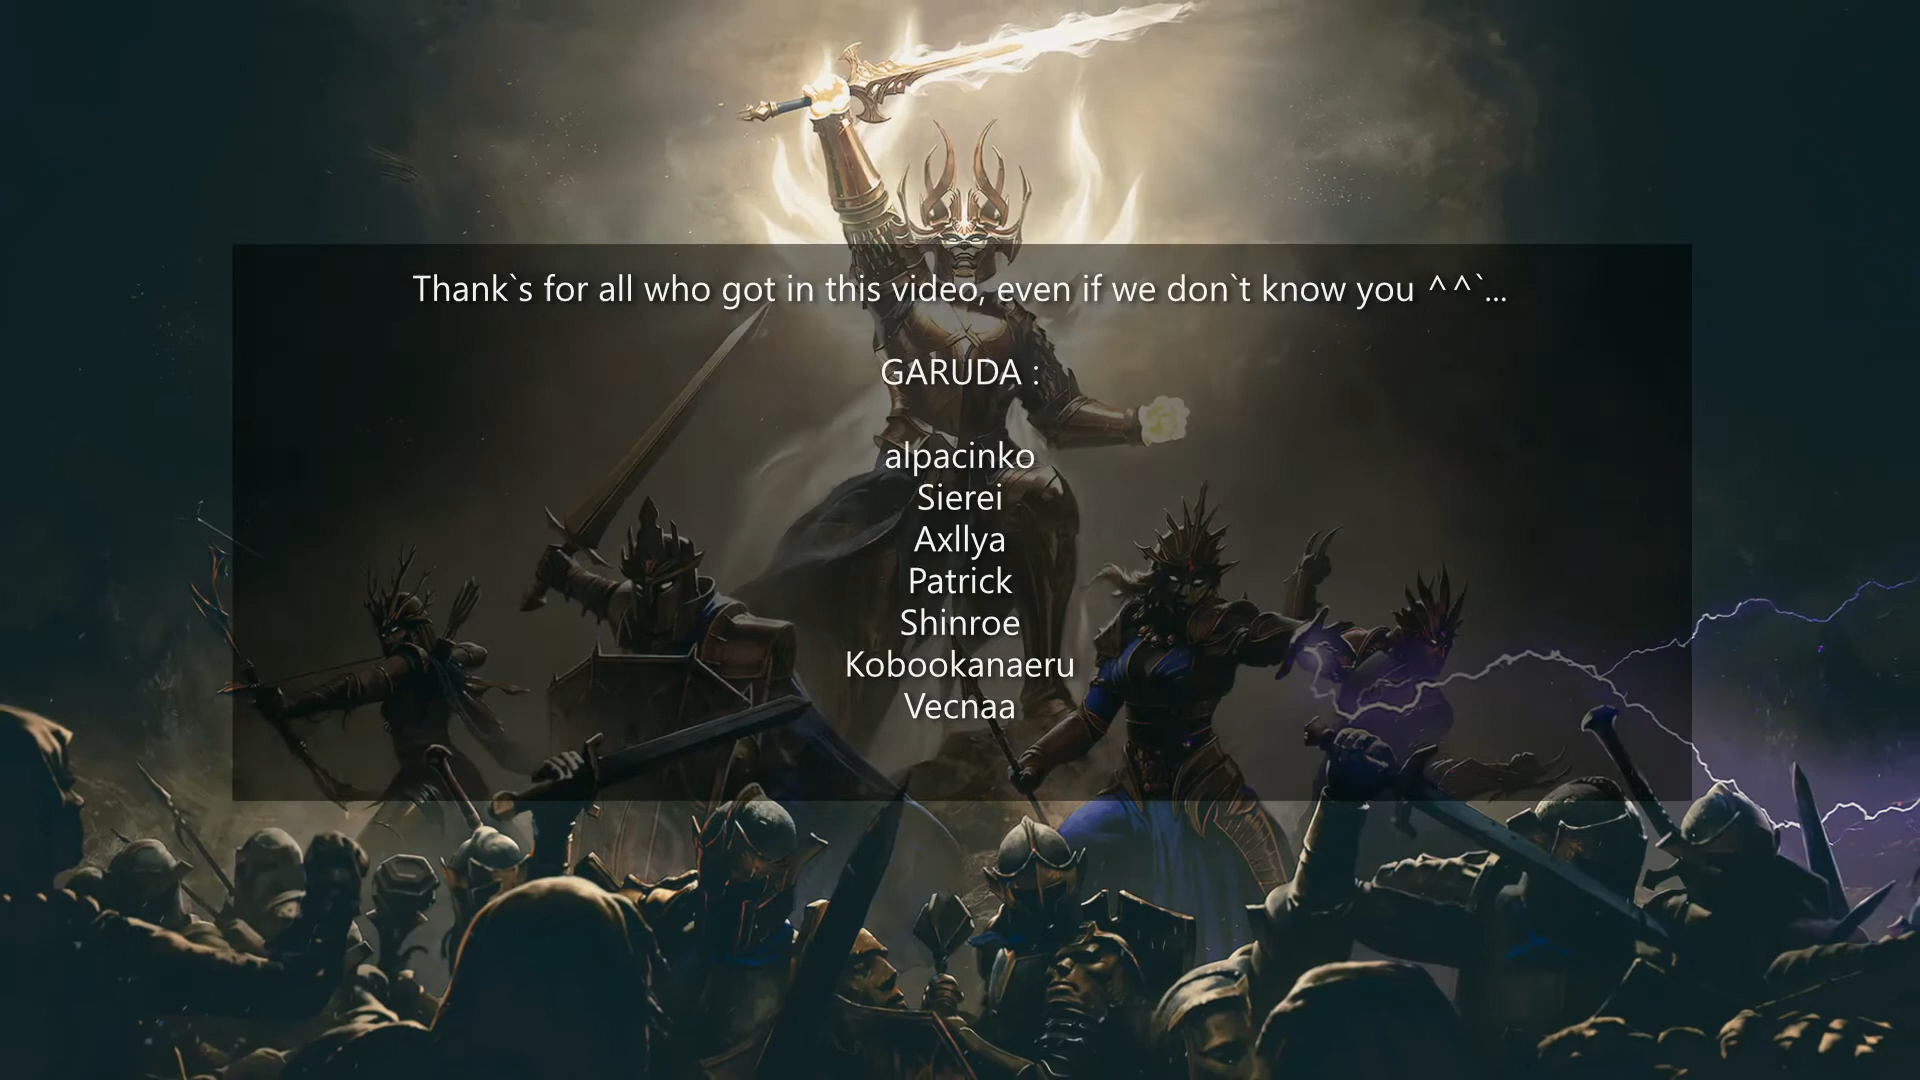 Thank`s for all who got in this video, even if we don`t know you ^^`...
GARUDA :
alpacinko
Sierei
Axllya
Patrick
Shinroe
Kobookanaeru
Vecnaa